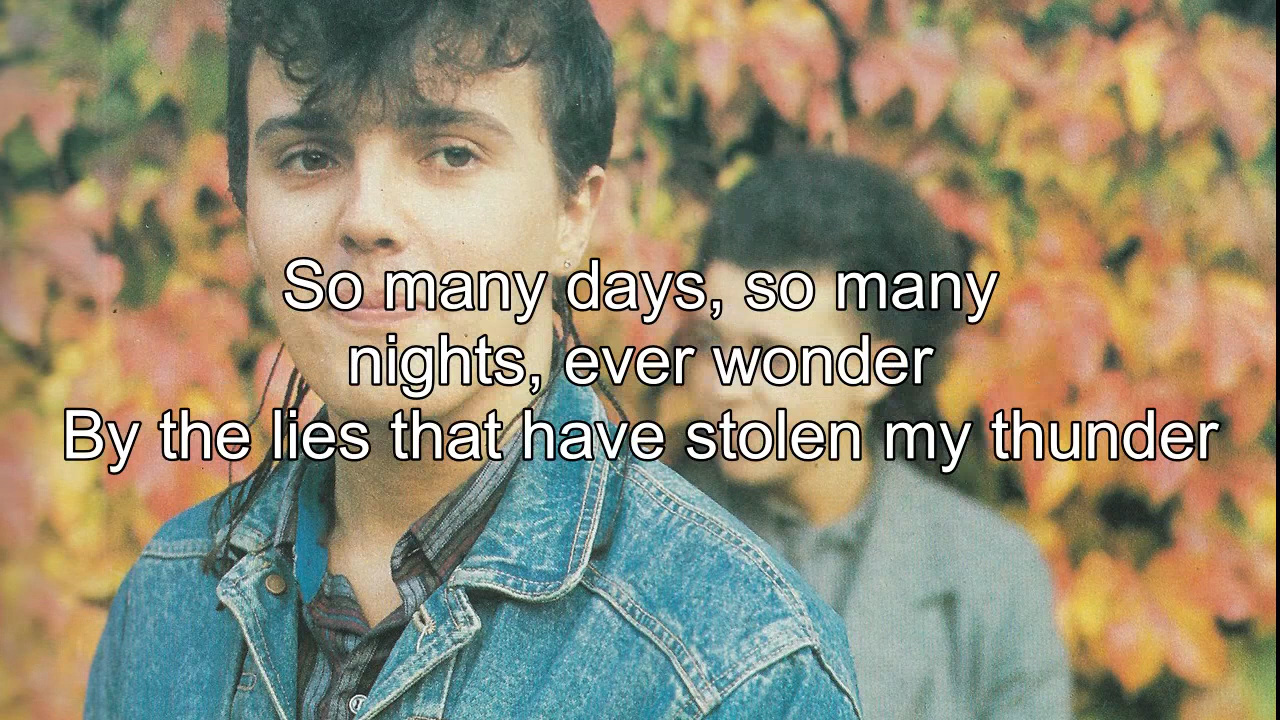 So many days, so many
nights, ever wonder
By the lies that have stolen my thunder